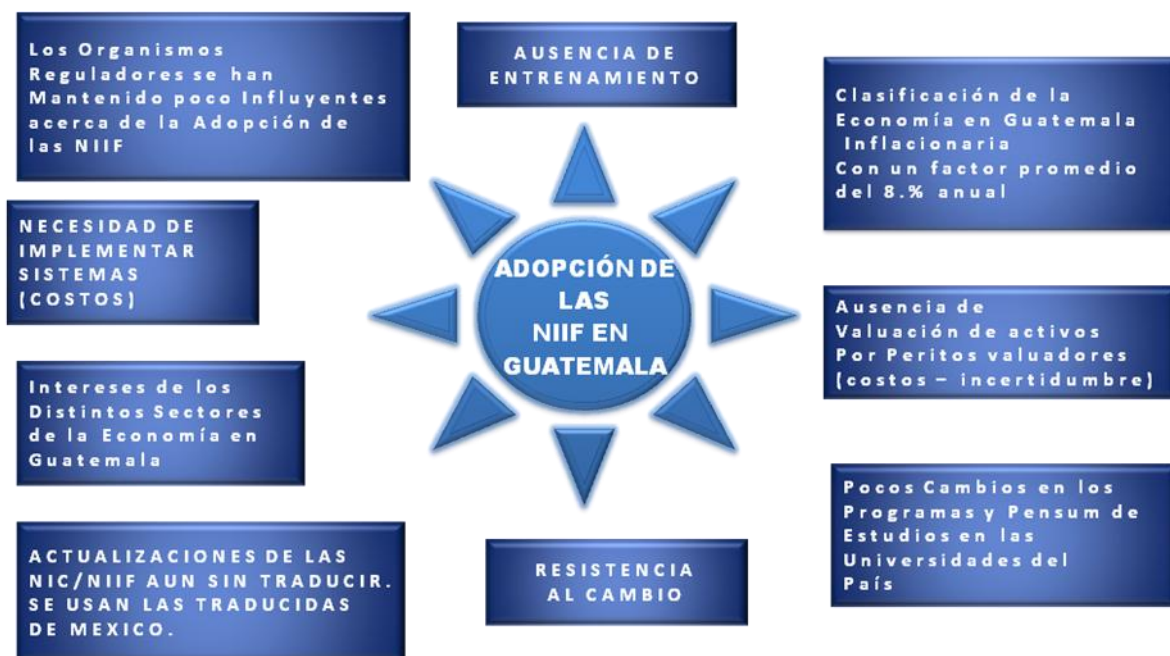 Los Organismos
Reguladores se han
Mantenido poco Influyentes
acerca de la Adopción de
las NIIF
AUSENCIA DE
ENTRENAMIENTO
Clasificación de la
Economía en Guatemala
Inflacionaria
Con un factor promedio
del 8.% anual
NECESIDAD DE
IMPLEMENTAR
SISTEMAS
(COSTOS)
ADOPCIÓN DE
LAS
NIIF EN
GUATEMALA
Ausencia de
Valuación de activos
Por Peritos valuadores
(costos – incertidumbre)
Intereses de los
Distintos Sectores
de la Economía en
Guatemala
Pocos Cambios en los
Programas y Pensum de
Estudios en las
Universidades del
País
ACTUALIZACIONES DE LAS
NIC/NIIF AUN SIN TRADUCIR.
SE USAN LAS TRADUCIDAS
DE MEXICO.
RESISTENCIA
AL CAMBIO